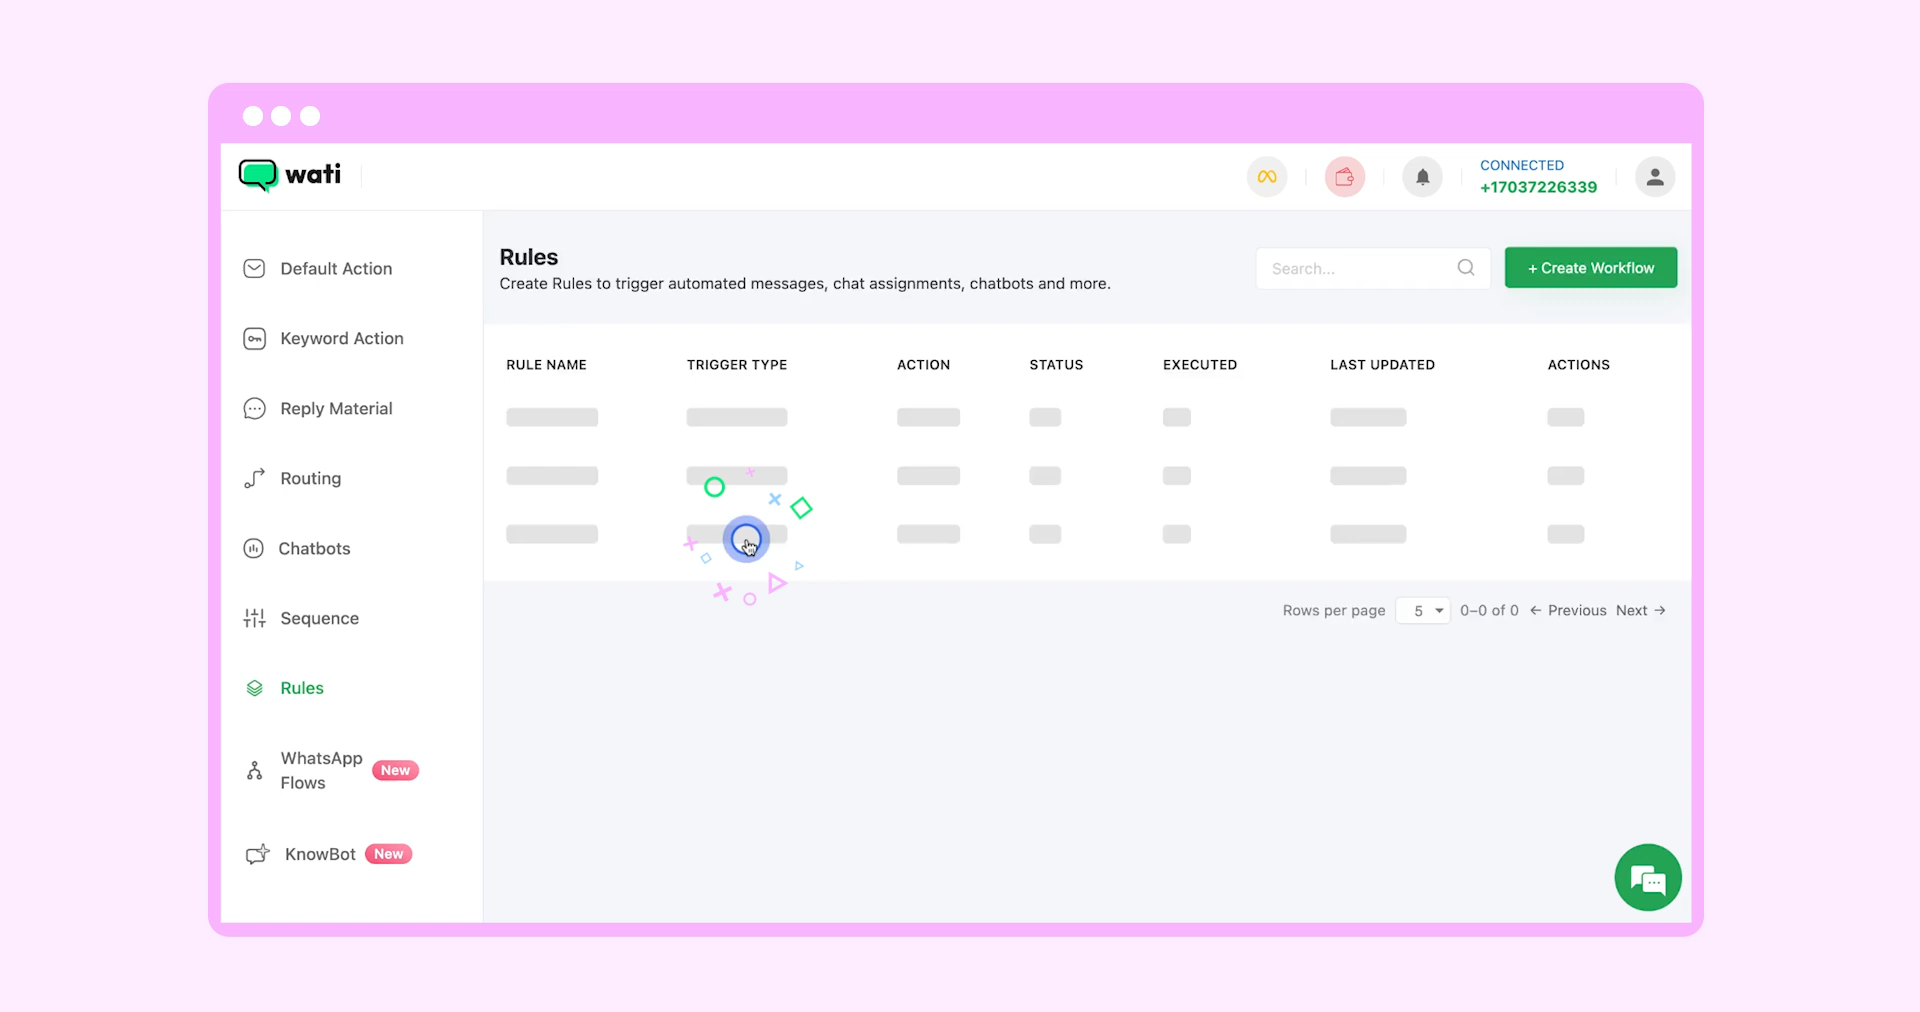 wati
CONNECTED
+17037226339
Default Action
Keyword Action
Reply Material
Routing
Chatbots
Sequence
Rules
WhatsApp
Flows
New
KnowBot New
Rules
Create Rules to trigger automated messages, chat assignments, chatbots and more.
Search...
+ Create Workflow
RULE NAME TRIGGER TYPE ACTION STATUS EXECUTED LAST UPDATED ACTIONS
Rows per page 5 0–0 of 0 ← Previous Next →